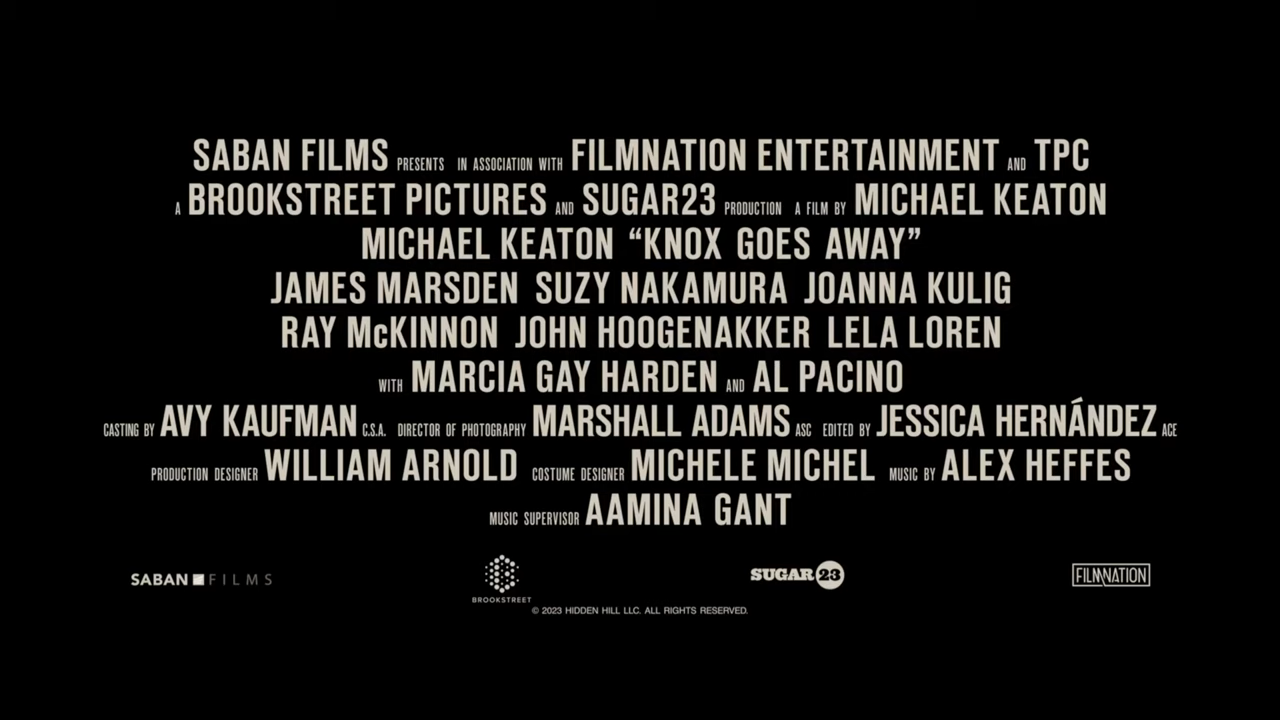 SABAN FILMS PRESENTS IN ASSOCIATION WITH FILMNATION ENTERTAINMENT AND TPC
A BROOKSTREET PICTURES AND SUGAR23 PRODUCTION A FILM BY MICHAEL KEATON
MICHAEL KEATON “KNOX GOES AWAY”
JAMES MARSDEN SUZY NAKAMURA JOANNA KULIG
RAY McKINNON JOHN HOOGENAKKER LELA LOREN
WITH MARCIA GAY HARDEN AND AL PACINO
CASTING BY AVY KAUFMAN C.S.A. DIRECTOR OF PHOTOGRAPHY MARSHALL ADAMS ASC EDITED BY JESSICA HERNÁNDEZ ACE
PRODUCTION DESIGNER WILLIAM ARNOLD COSTUME DESIGNER MICHELE MICHEL MUSIC BY ALEX HEFFES
MUSIC SUPERVISOR AAMINA GANT
SABAN FILMS
BROOKSTREET
SUGAR 23
FILMNATION
© 2023 HIDDEN HILL LLC. ALL RIGHTS RESERVED.